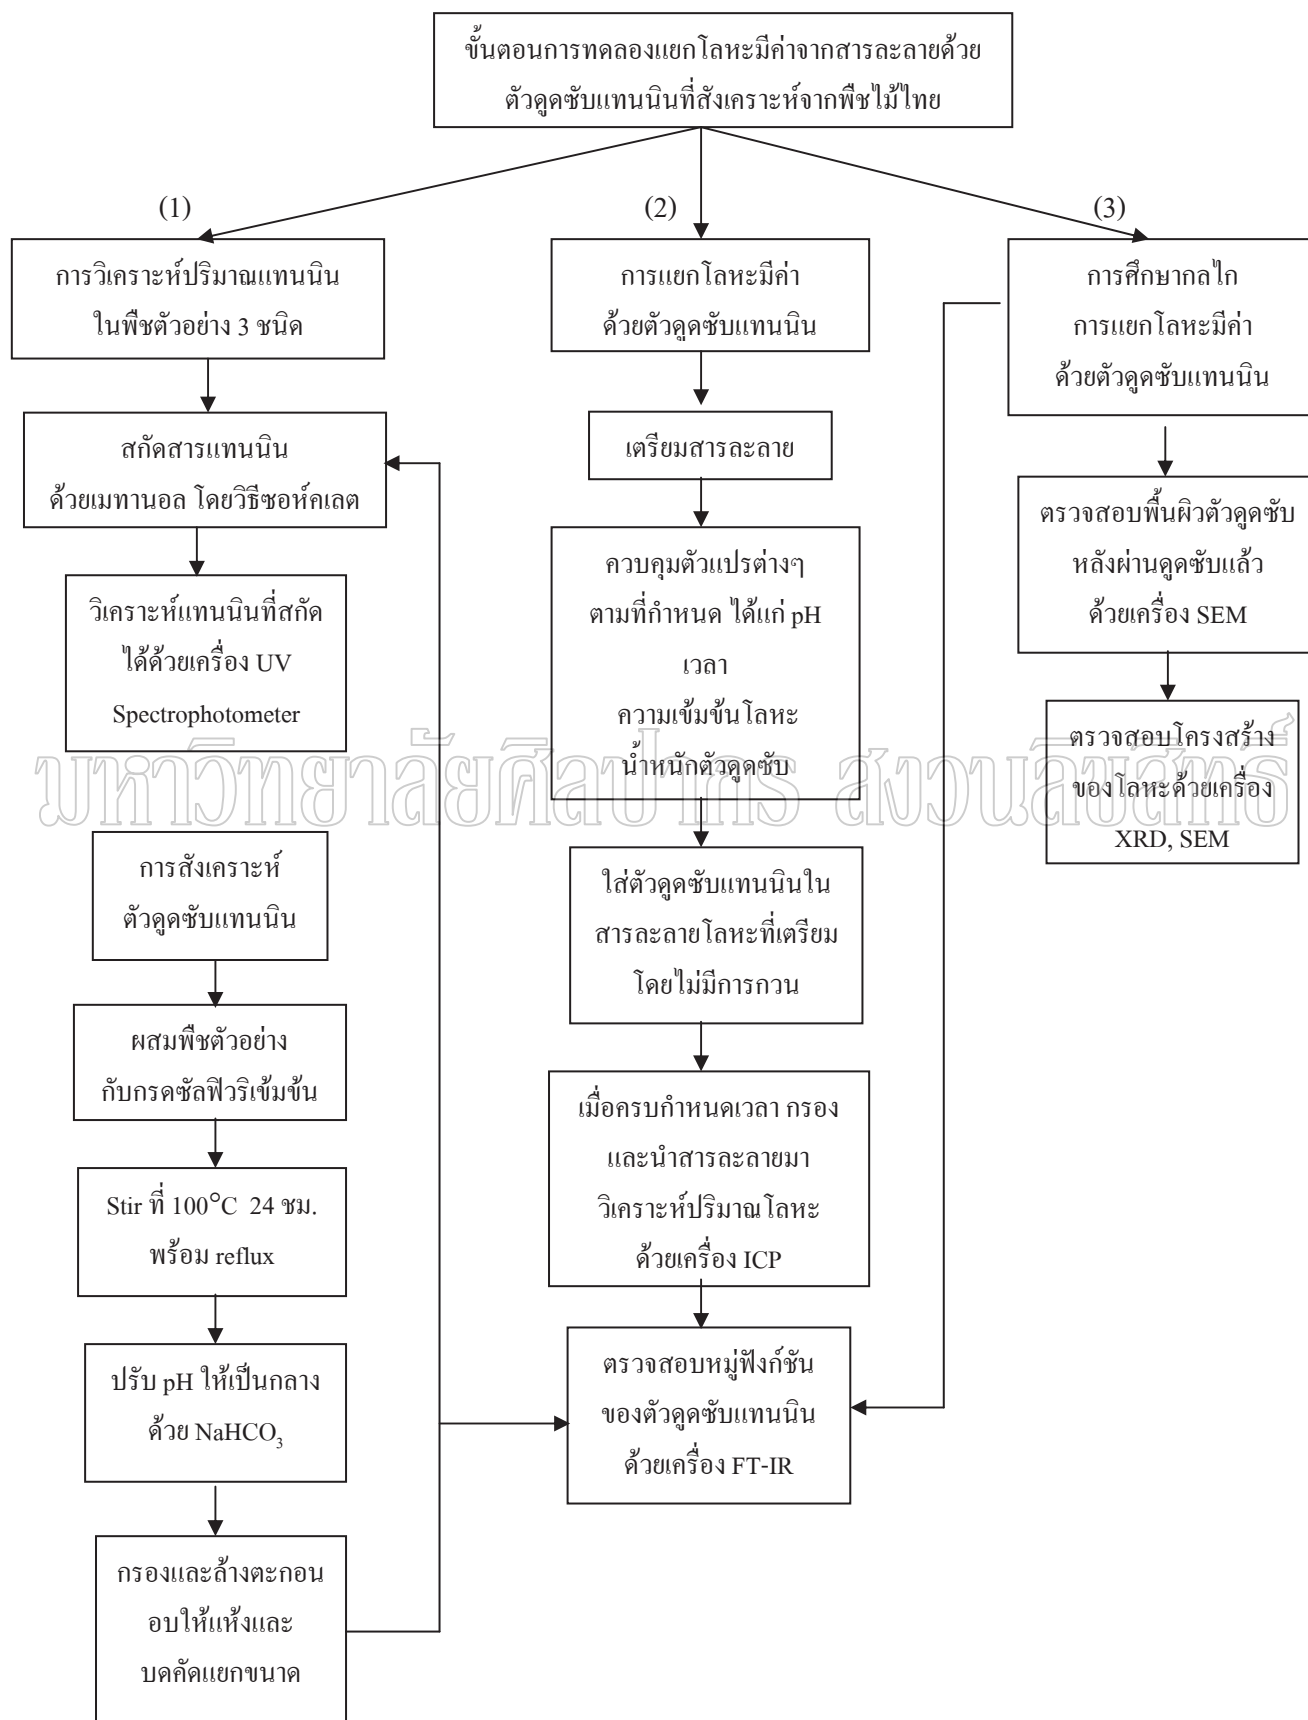 ขั้นตอนการทดลองแยกโลหะมีค่าจากสารละลายด้วย
ตัวดูดซับแทนนินที่สังเคราะห์จากพืชไม้ไทย
(1)
(2)
(3)
การวิเคราะห์ปริมาณแทนนิน
ในพืชตัวอย่าง 3 ชนิด
สกัดสารแทนนิน
ด้วยเมทานอล โดยวิธีซอห์คเลต
วิเคราะห์แทนนินที่สกัด
ได้ด้วยเครื่อง UV
Spectrophotometer
การสังเคราะห์
ตัวดูดซับแทนนิน
ผสมพืชตัวอย่าง
กับกรดซัลฟิวริเข้มข้น
Stir ที่ 100°C 24 ชม.
พร้อม reflux
ปรับ pH ให้เป็นกลาง
ด้วย NaHCO₃
กรองและล้างตะกอน
อบให้แห้งและ
บดคัดแยกขนาด
การแยกโลหะมีค่า
ด้วยตัวดูดซับแทนนิน
เตรียมสารละลาย
ควบคุมตัวแปรต่างๆ
ตามที่กำหนด ได้แก่ pH
เวลา
ความเข้มข้นโลหะ
น้ำหนักตัวดูดซับ
ใส่ตัวดูดซับแทนนินใน
สารละลายโลหะที่เตรียม
โดยไม่มีการกวน
เมื่อครบกำหนดเวลา กรอง
และนำสารละลายมา
วิเคราะห์ปริมาณโลหะ
ด้วยเครื่อง ICP
ตรวจสอบหมู่ฟังก์ชัน
ของตัวดูดซับแทนนิน
ด้วยเครื่อง FT-IR
การศึกษากลไก
การแยกโลหะมีค่า
ด้วยตัวดูดซับแทนนิน
ตรวจสอบพื้นผิวตัวดูดซับ
หลังผ่านดูดซับแล้ว
ด้วยเครื่อง SEM
ตรวจสอบโครงสร้าง
ของโลหะด้วยเครื่อง
XRD, SEM
มหาวิทยาลัยศิลปากร สงวนลิขสิทธิ์